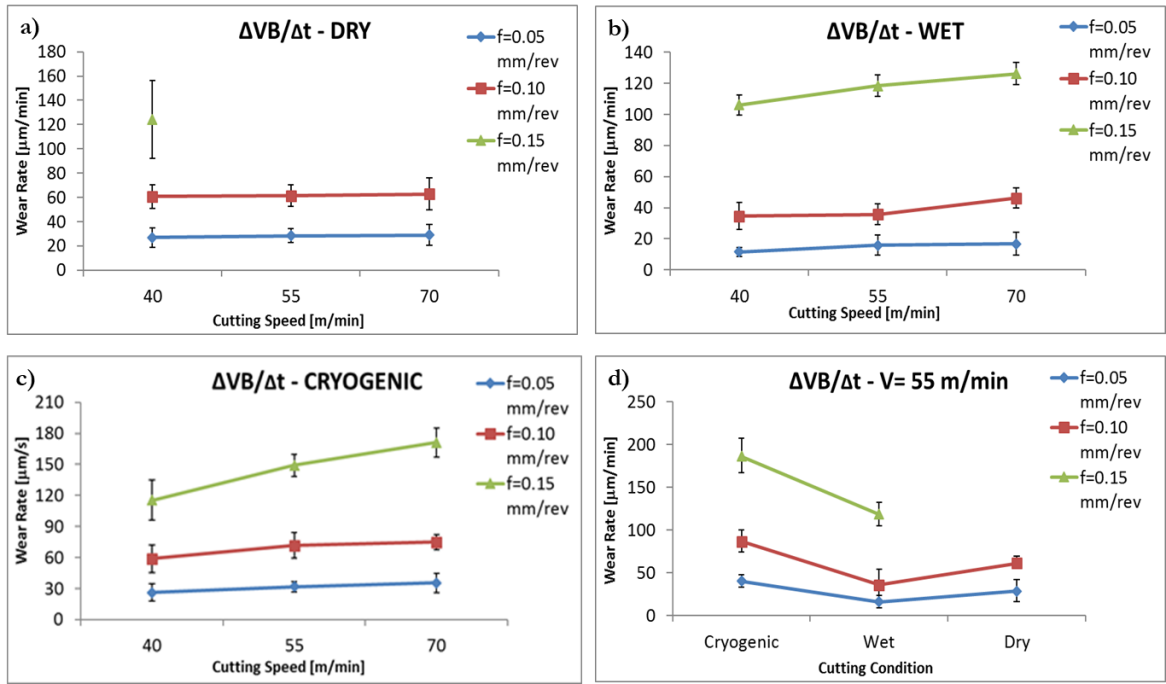 a)
ΔVB/Δt - DRY
180
160
140
120
100
80
60
40
20
0
Wear Rate [μm/min]
40
55
70
Cutting Speed [m/min]
f=0.05
mm/rev
f=0.10
mm/rev
f=0.15
mm/rev
b)
ΔVB/Δt - WET
140
120
100
80
60
40
20
0
Wear Rate [μm/min]
40
55
70
Cutting Speed [m/min]
f=0.05
mm/rev
f=0.10
mm/rev
f=0.15
mm/rev
c)
ΔVB/Δt - CRYOGENIC
210
180
150
120
90
60
30
0
Wear Rate [μm/s]
40
55
70
Cutting Speed [m/min]
f=0.05
mm/rev
f=0.10
mm/rev
f=0.15
mm/rev
d)
ΔVB/Δt - V= 55 m/min
250
200
150
100
50
0
Wear Rate [μm/min]
Cryogenic
Wet
Dry
Cutting Condition
f=0.05
mm/rev
f=0.10
mm/rev
f=0.15
mm/rev